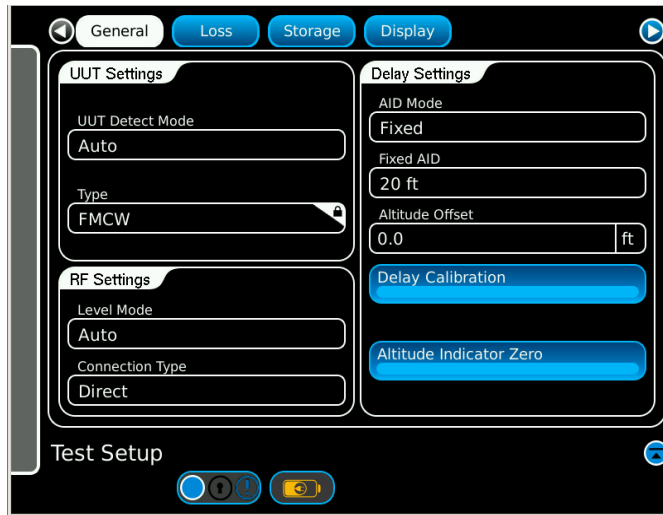 General
Loss
Storage
Display
UUT Settings
UUT Detect Mode
Auto
Type
FMCW
RF Settings
Level Mode
Auto
Connection Type
Direct
Delay Settings
AID Mode
Fixed
Fixed AID
20 ft
Altitude Offset
0.0 ft
Delay Calibration
Altitude Indicator Zero
Test Setup